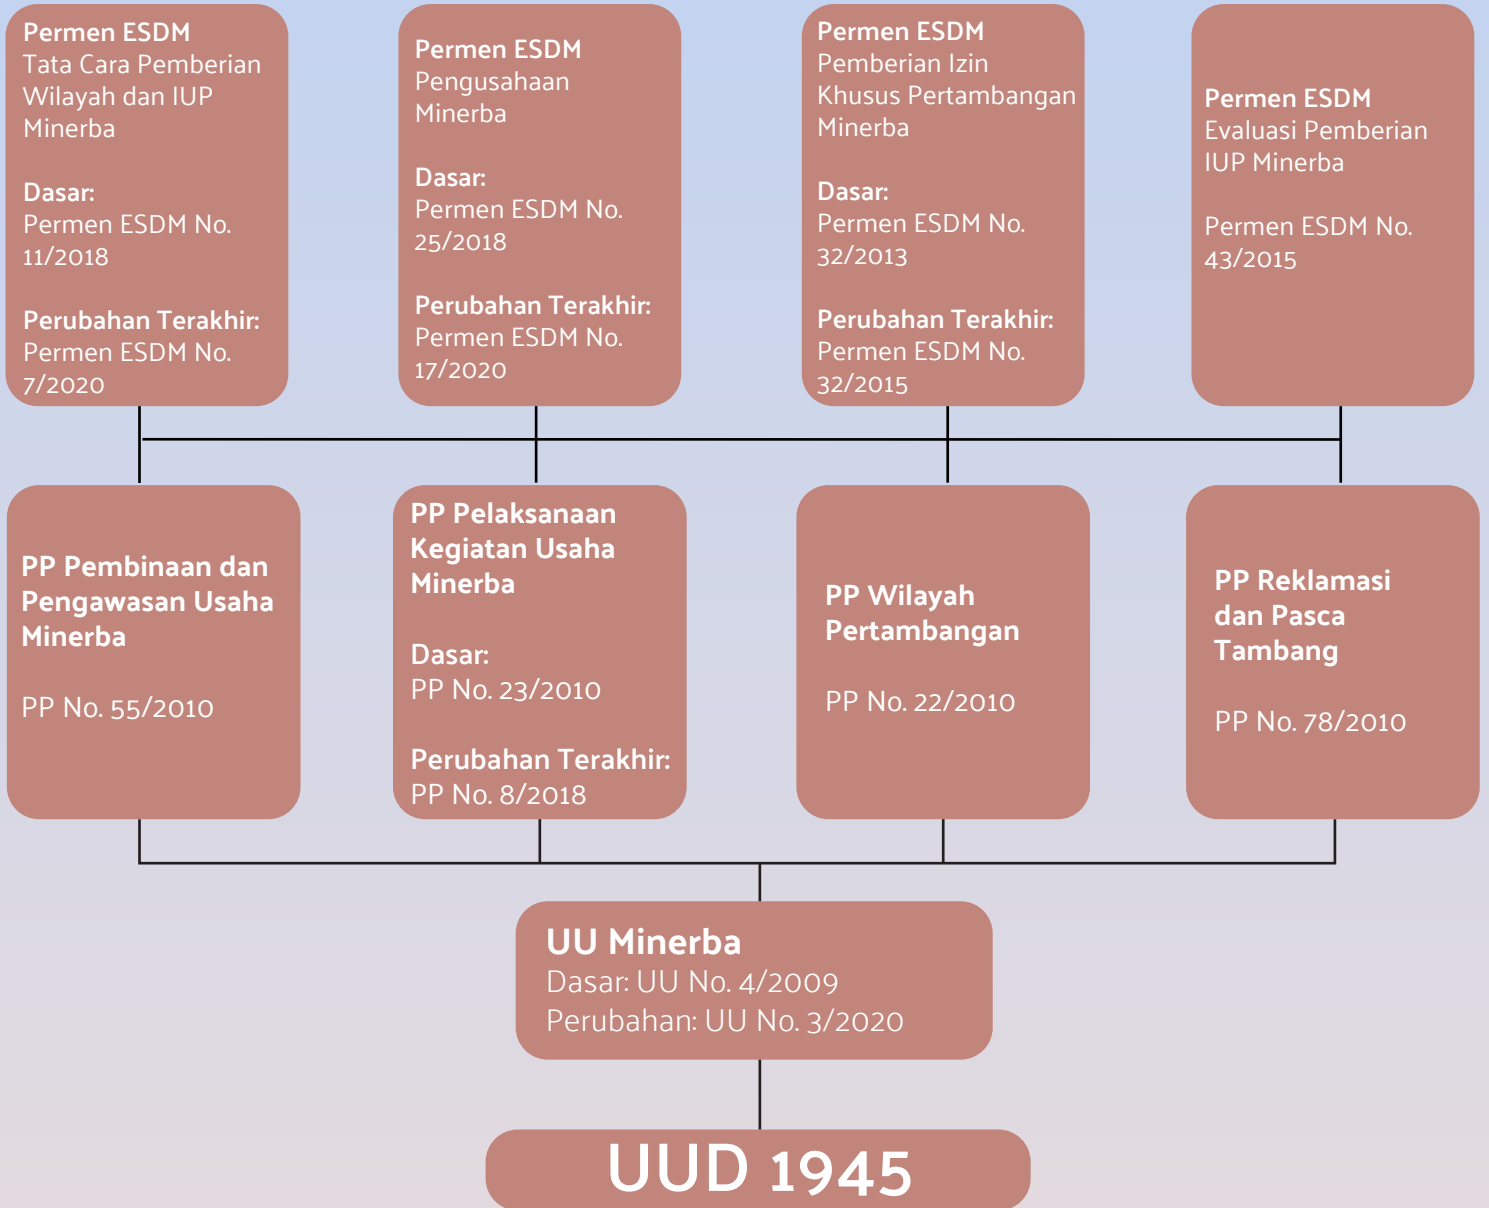 Permen ESDM
Tata Cara Pemberian
Wilayah dan IUP
Minerba
Dasar:
Permen ESDM No.
11/2018
Perubahan Terakhir:
Permen ESDM No.
7/2020
Permen ESDM
Pengusahaan
Minerba
Dasar:
Permen ESDM No.
25/2018
Perubahan Terakhir:
Permen ESDM No.
17/2020
Permen ESDM
Pemberian Izin
Khusus Pertambangan
Minerba
Dasar:
Permen ESDM No.
32/2013
Perubahan Terakhir:
Permen ESDM No.
32/2015
Permen ESDM
Evaluasi Pemberian
IUP Minerba
Permen ESDM No.
43/2015
PP Pembinaan dan
Pengawasan Usaha
Minerba
PP No. 55/2010
PP Pelaksanaan
Kegiatan Usaha
Minerba
Dasar:
PP No. 23/2010
Perubahan Terakhir:
PP No. 8/2018
PP Wilayah
Pertambangan
PP No. 22/2010
PP Reklamasi
dan Pasca
Tambang
PP No. 78/2010
UU Minerba
Dasar: UU No. 4/2009
Perubahan: UU No. 3/2020
UUD 1945